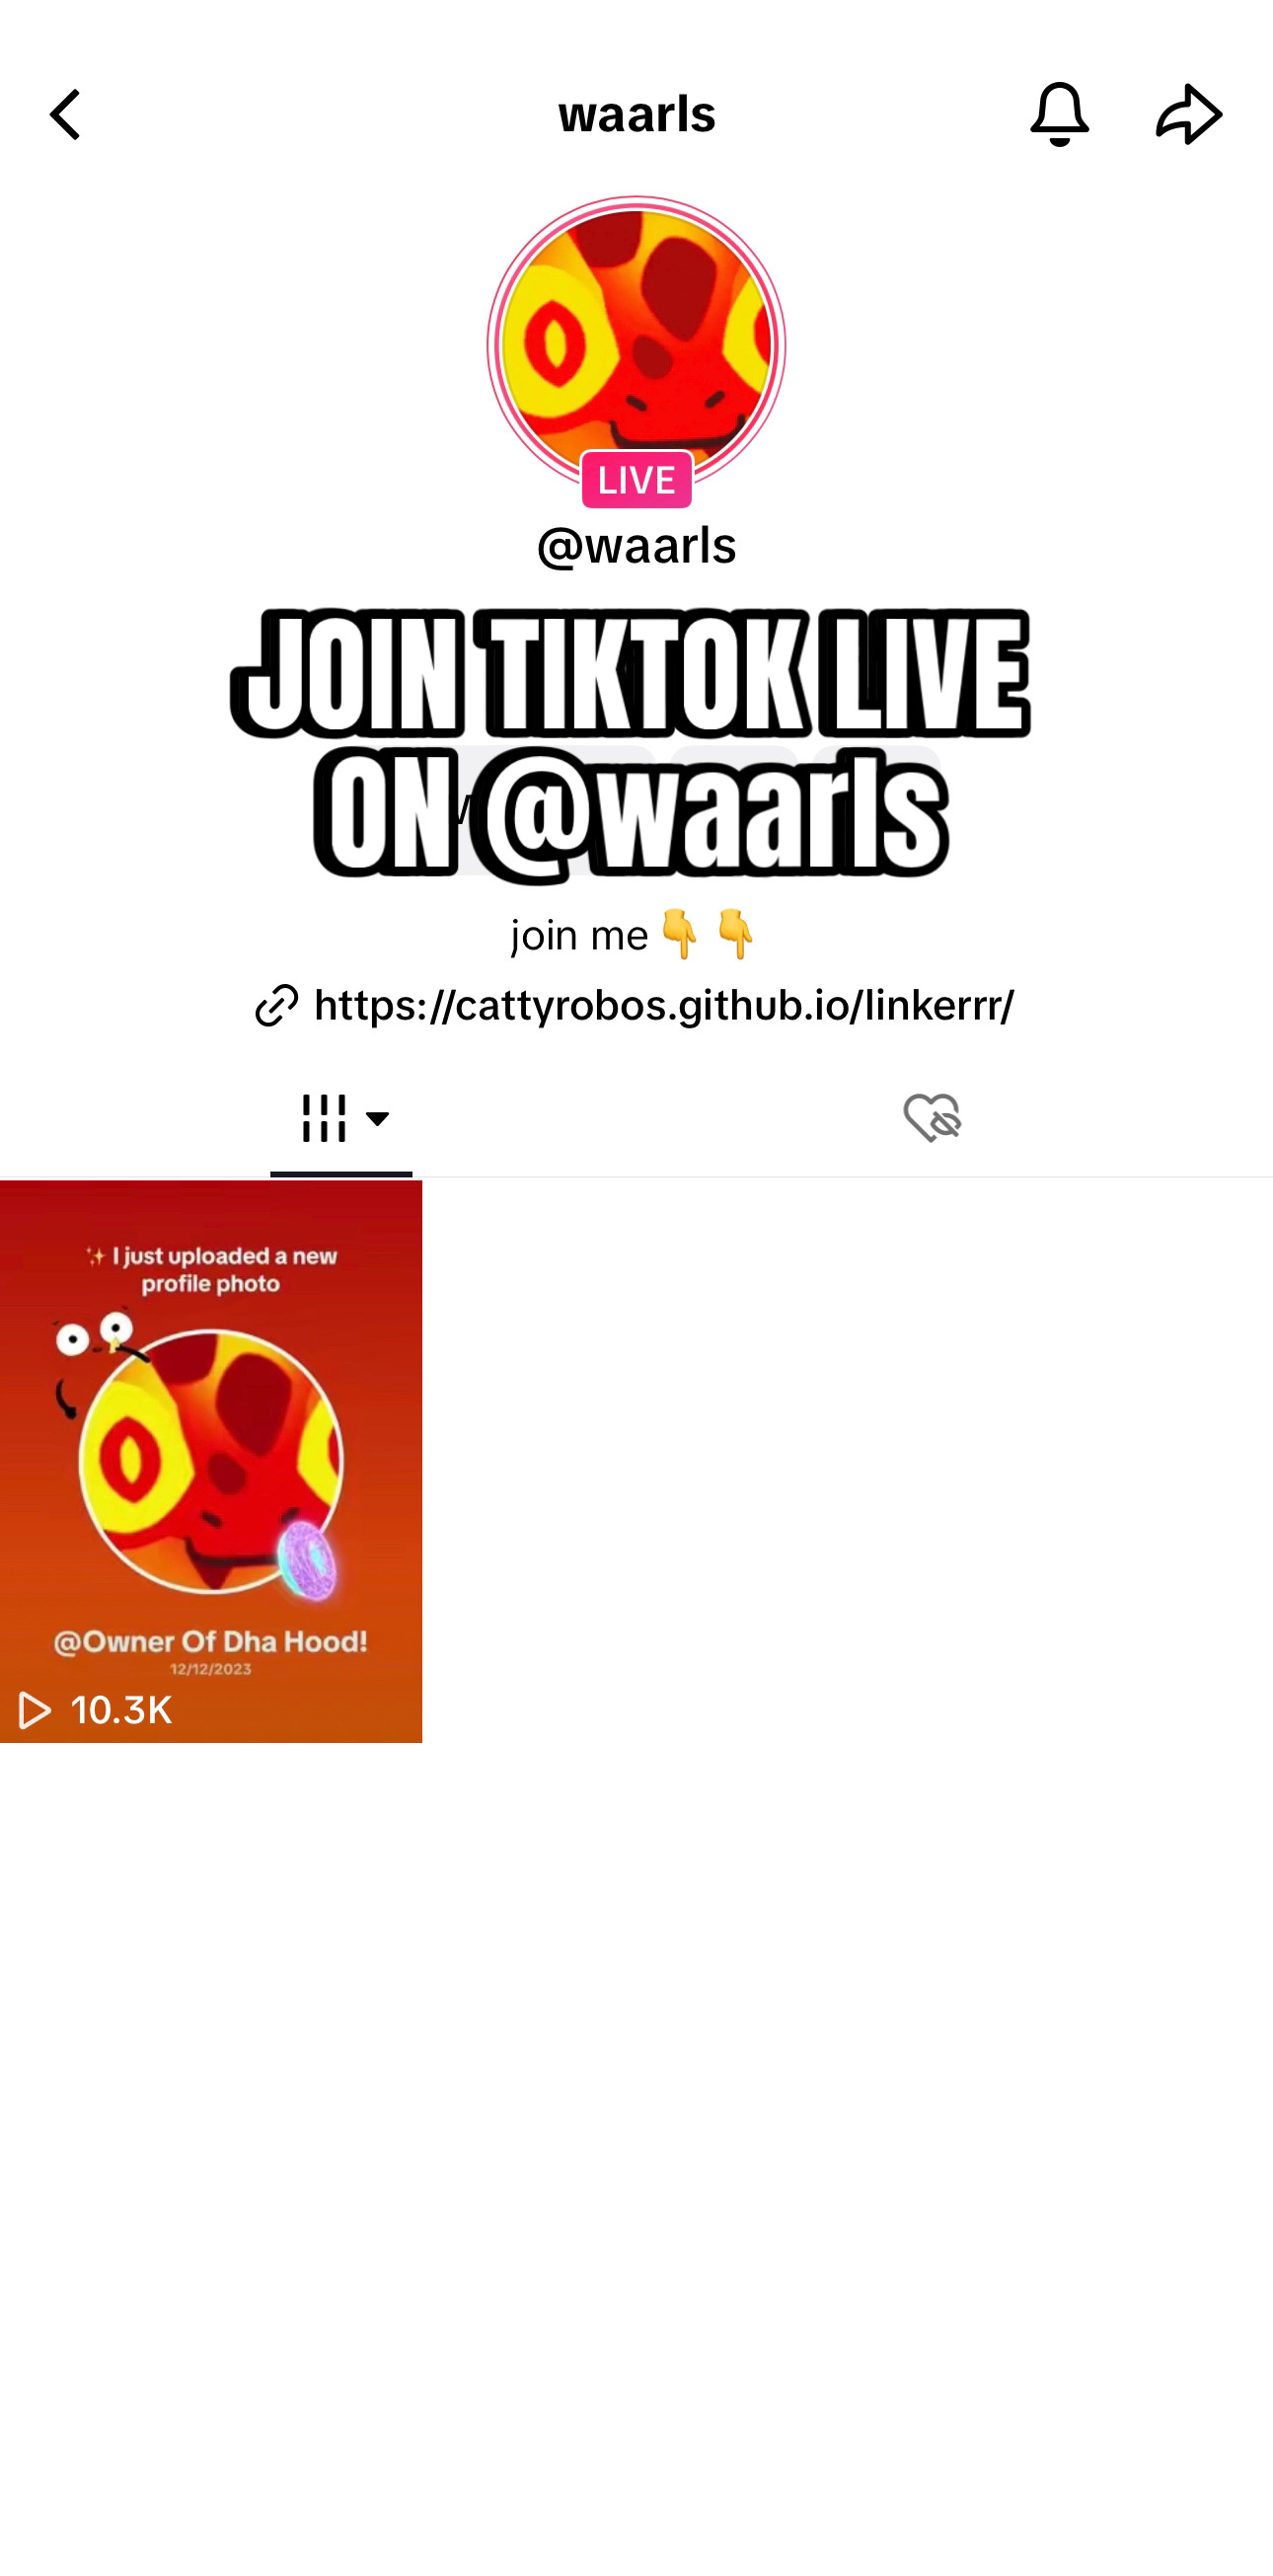 waarls
LIVE
@waarls
JOIN TIKTOK LIVE
ON @waarls
join me👇👇
https://cattyrobos.github.io/linkerrr/
✨ I just uploaded a new
profile photo
@Owner Of Dha Hood!
12/12/2023
10.3K